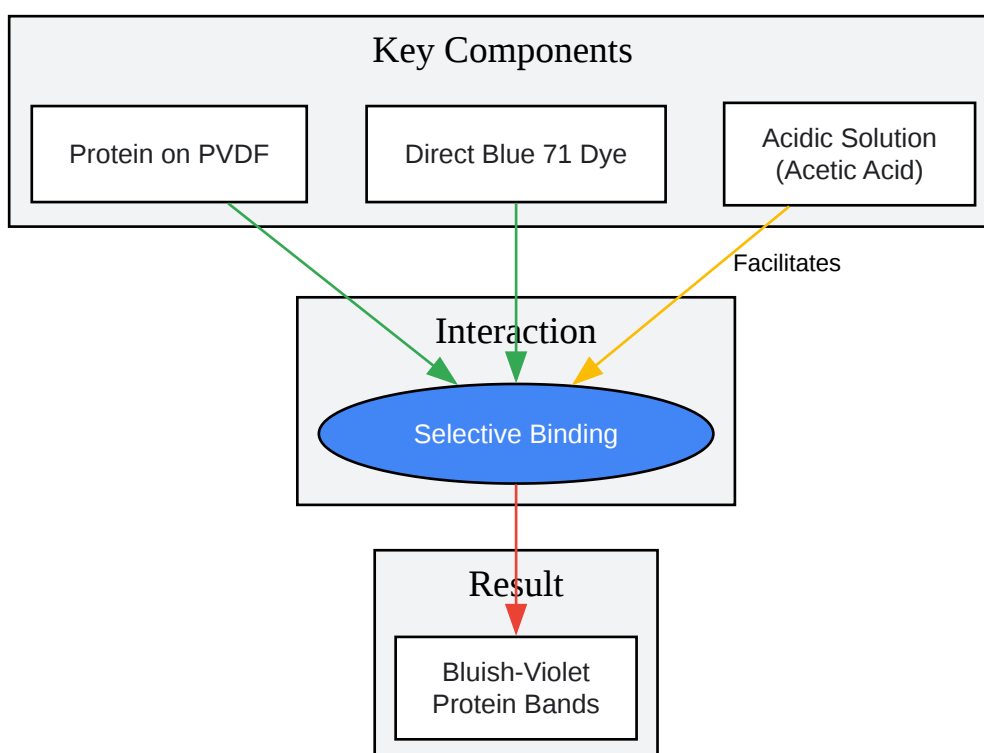 Key Components
Protein on PVDF
Direct Blue 71 Dye
Acidic Solution
(Acetic Acid)
Facilitates
Interaction
Selective Binding
Result
Bluish-Violet
Protein Bands